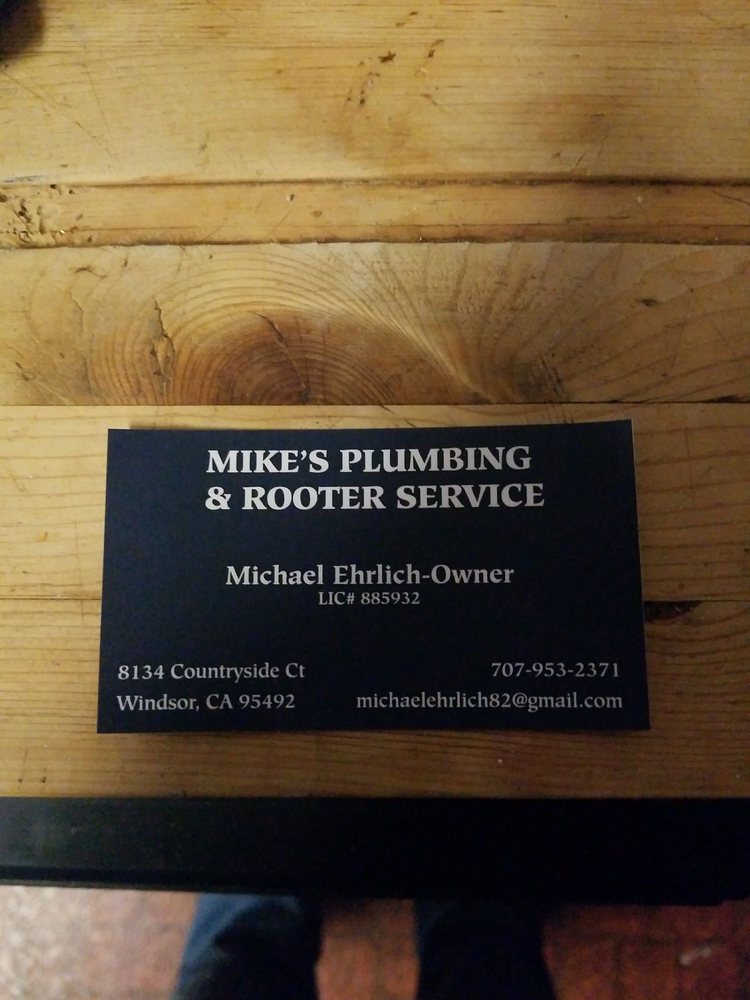 MIKE'S PLUMBING
& ROOTER SERVICE
Michael Ehrlich-Owner
LIC# 885932
8134 Countryside Ct
707-953-2371
Windsor, CA 95492
michaelehrlich82@gmail.com